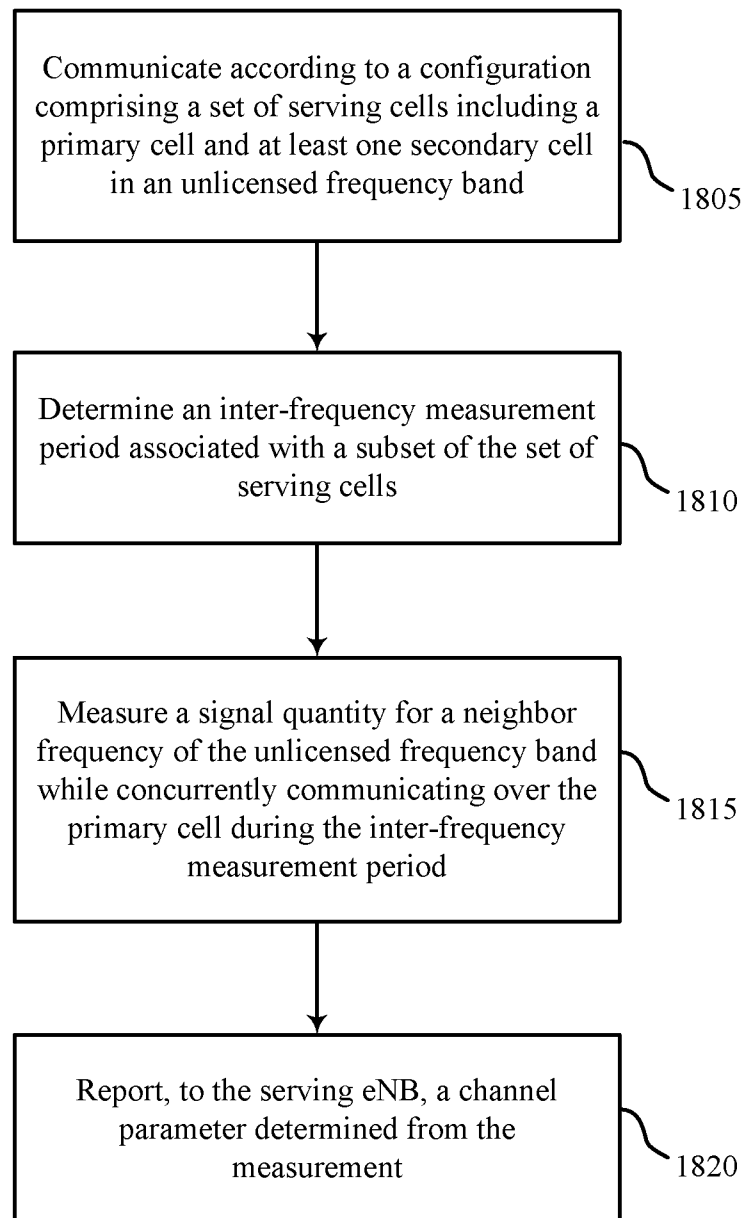 Communicate according to a configuration
comprising a set of serving cells including a
primary cell and at least one secondary cell
in an unlicensed frequency band
1805
Determine an inter-frequency measurement
period associated with a subset of the set of
serving cells
1810
Measure a signal quantity for a neighbor
frequency of the unlicensed frequency band
while concurrently communicating over the
primary cell during the inter-frequency
measurement period
1815
Report, to the serving eNB, a channel
parameter determined from the
measurement
1820